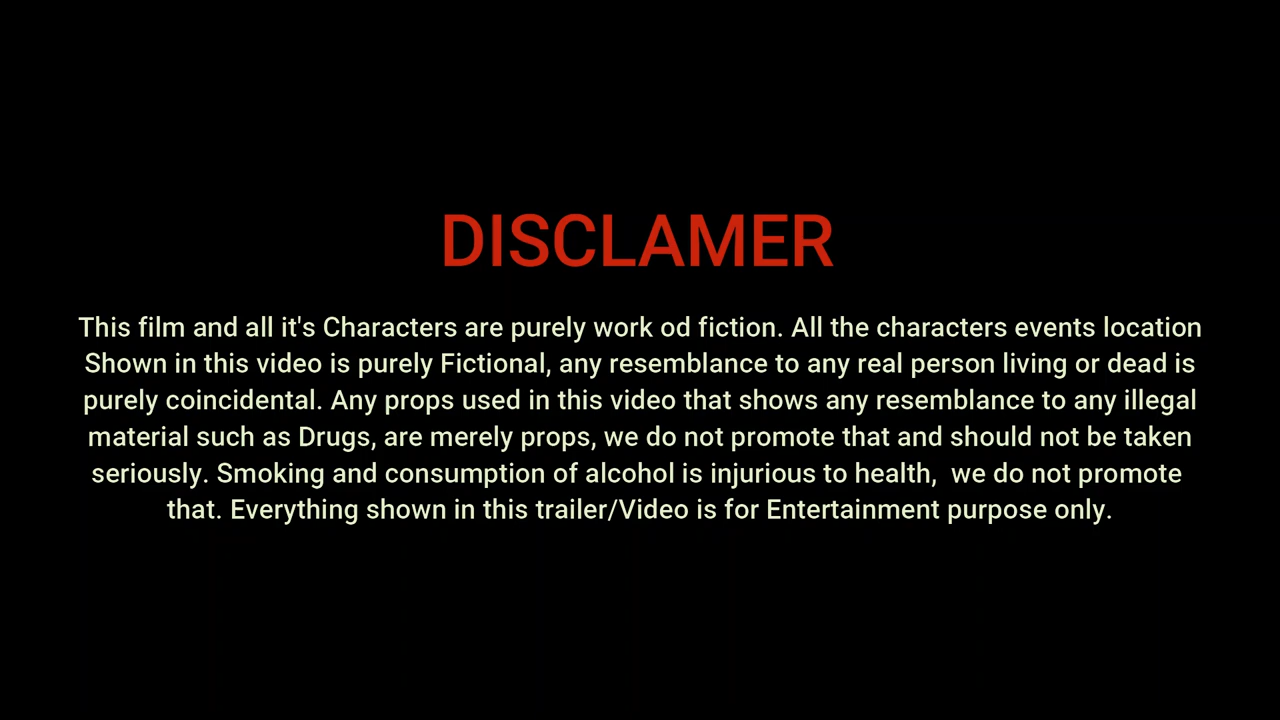 DISCLAMER
This film and all it's Characters are purely work od fiction. All the characters events location
Shown in this video is purely Fictional, any resemblance to any real person living or dead is
purely coincidental. Any props used in this video that shows any resemblance to any illegal
material such as Drugs, are merely props, we do not promote that and should not be taken
seriously. Smoking and consumption of alcohol is injurious to health,  we do not promote
that. Everything shown in this trailer/Video is for Entertainment purpose only.